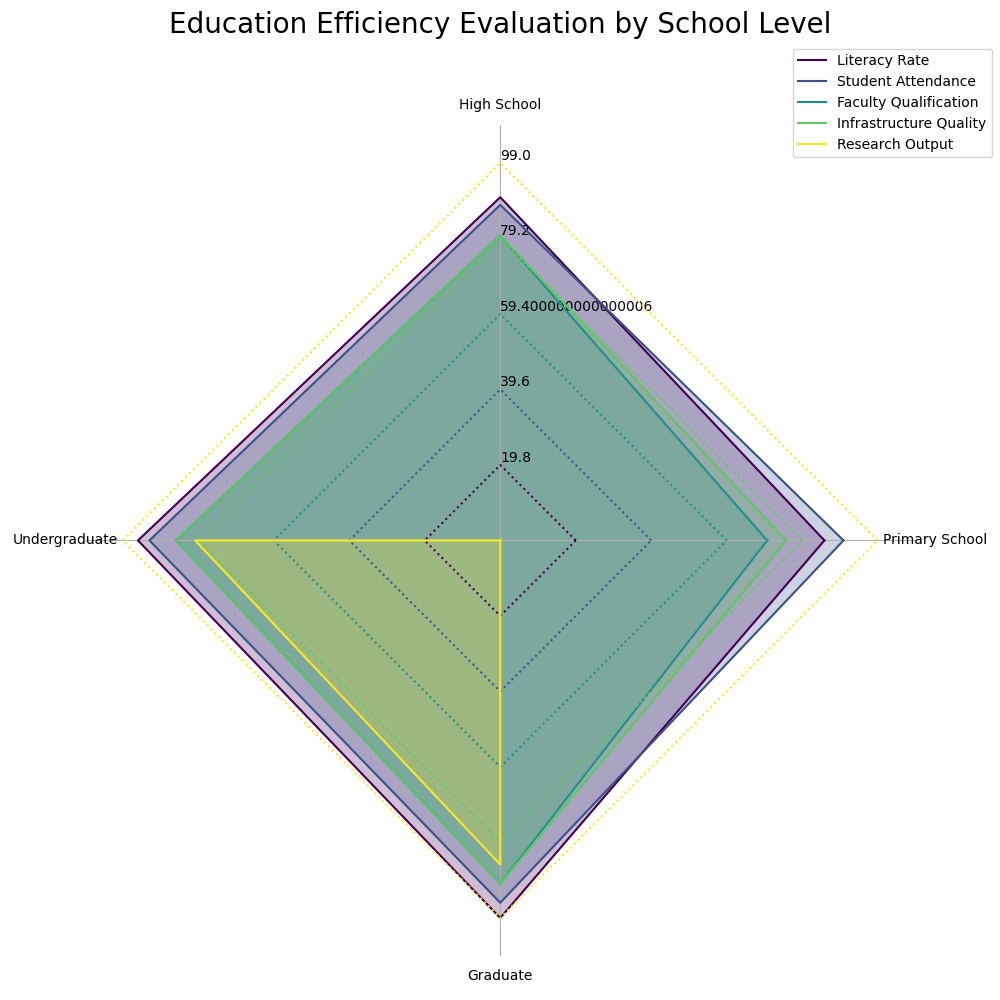 Education Efficiency Evaluation by School Level
Literacy Rate
Student Attendance
Faculty Qualification
Infrastructure Quality
Research Output
High School
99.0
79.2
59.400000000000006
39.6
19.8
Undergraduate
Primary School
Graduate